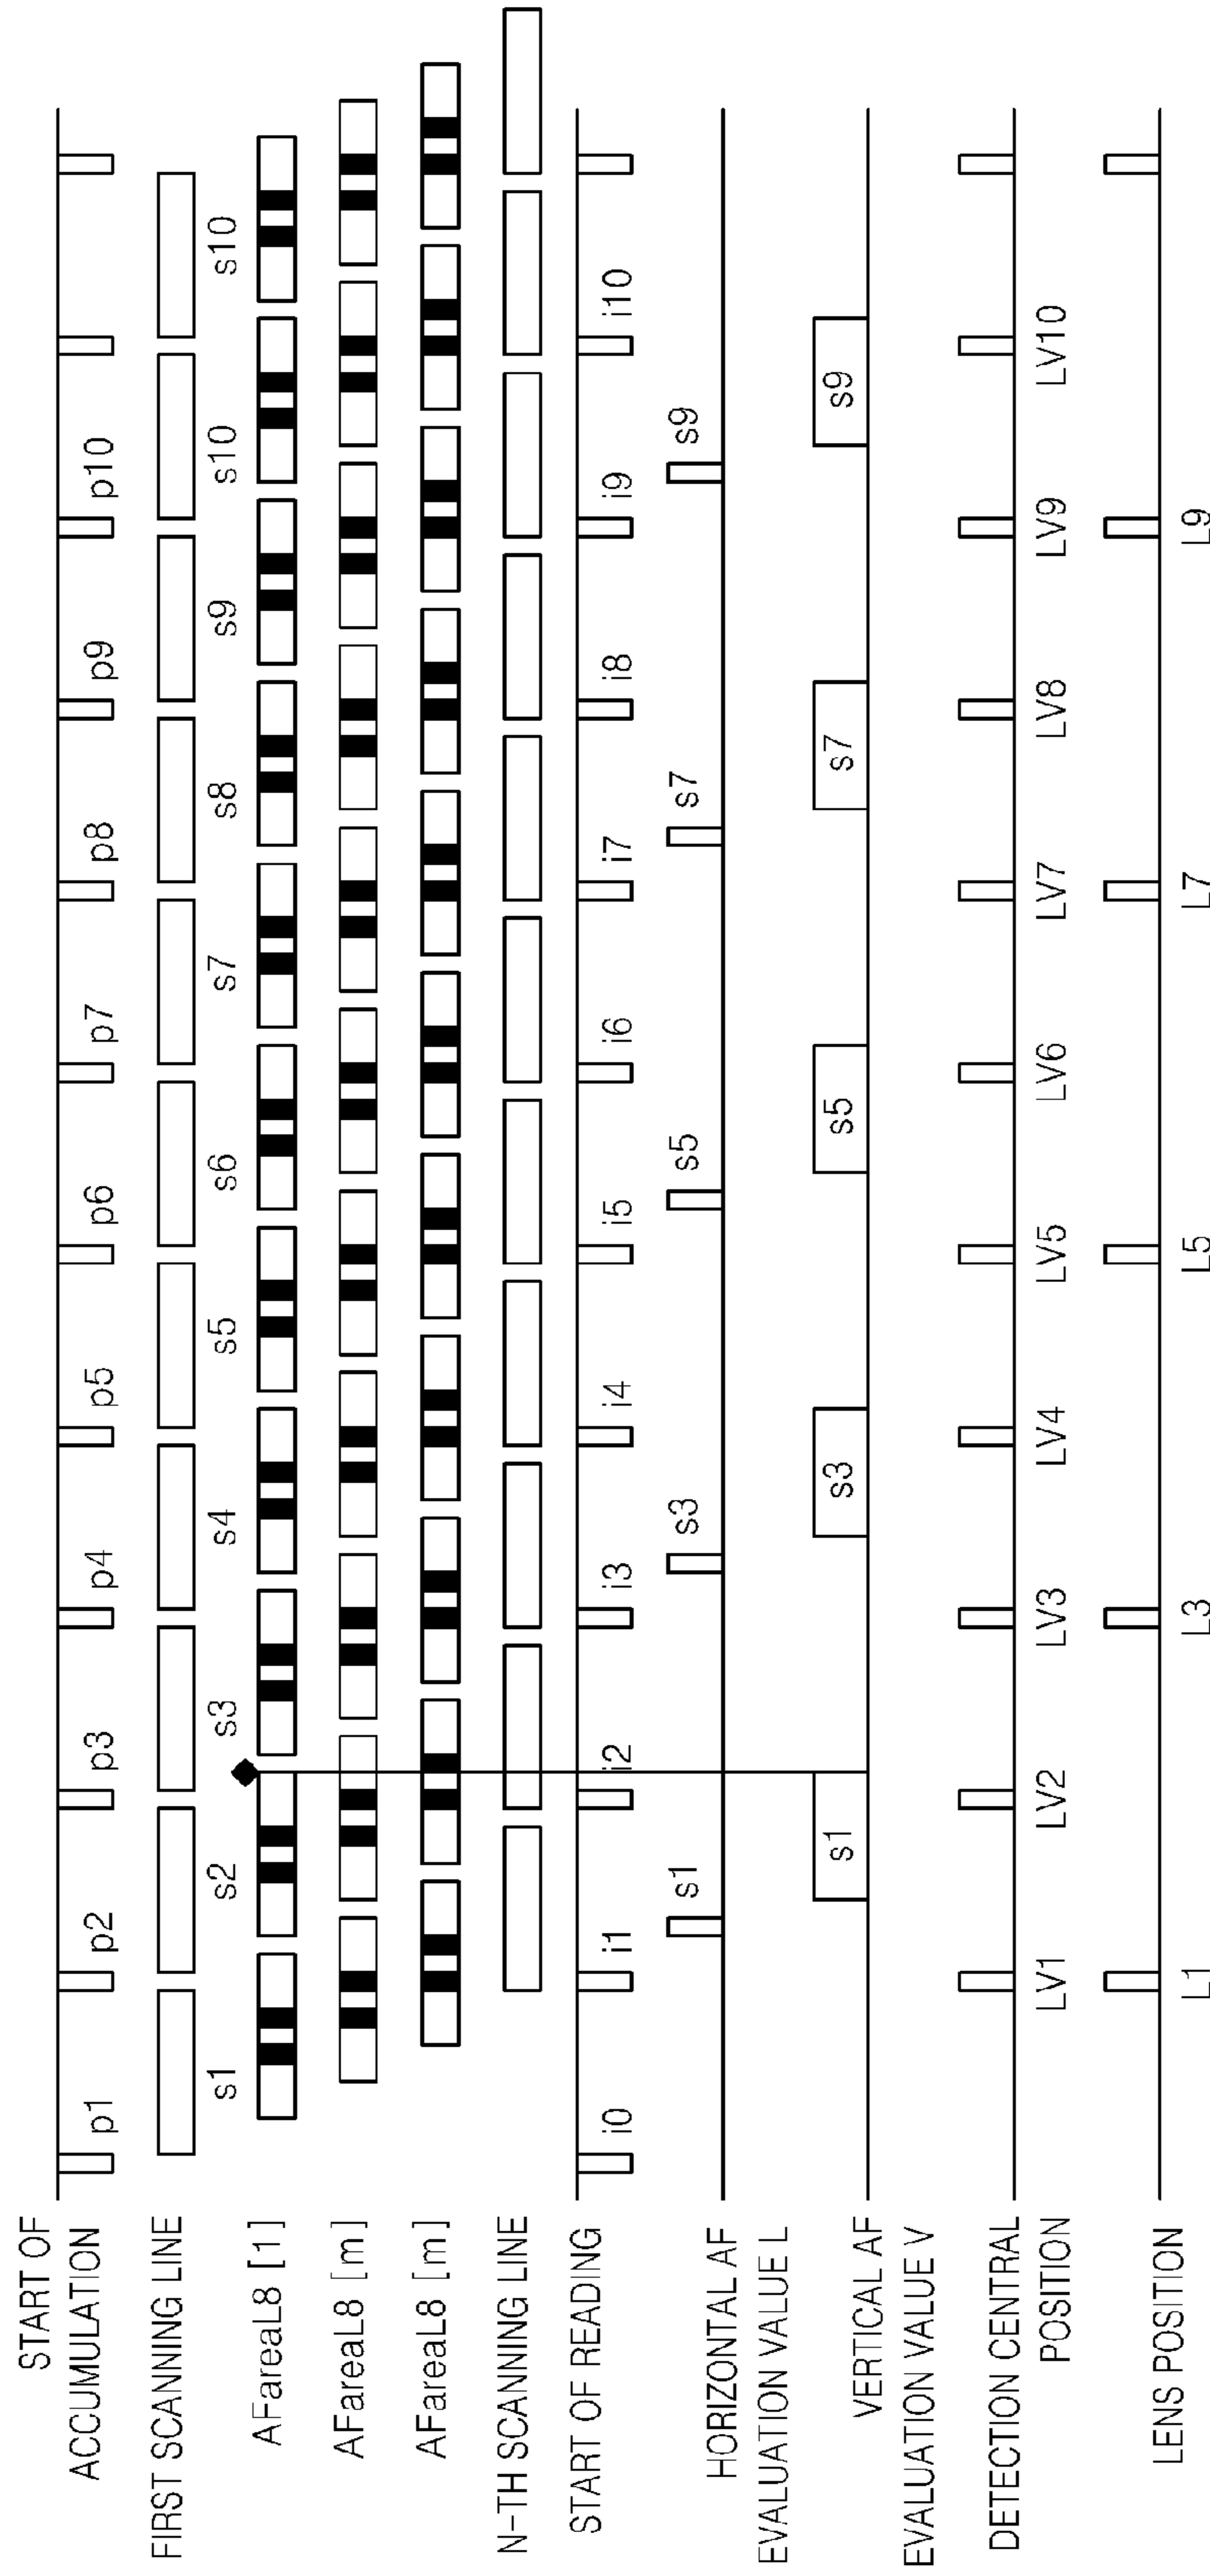 START OF
ACCUMULATION
p1 p2 p3 p4 p5 p6 p7 p8 p9 p10
FIRST SCANNING LINE
s1 s2 s3 s4 s5 s6 s7 s8 s9 s10 s10
AFareaL8 [1]
AFareaL8 [m]
AFareaL8 [m]
N-TH SCANNING LINE
START OF READING
i0 i1 i2 i3 i4 i5 i6 i7 i8 i9 i10
HORIZONTAL AF
EVALUATION VALUE L
s1 s3 s5 s7 s9
VERTICAL AF
EVALUATION VALUE V
s1 s3 s5 s7 s9
DETECTION CENTRAL
POSITION
LV1 LV2 LV3 LV4 LV5 LV6 LV7 LV8 LV9 LV10
LENS POSITION
L1 L3 L5 L7 L9